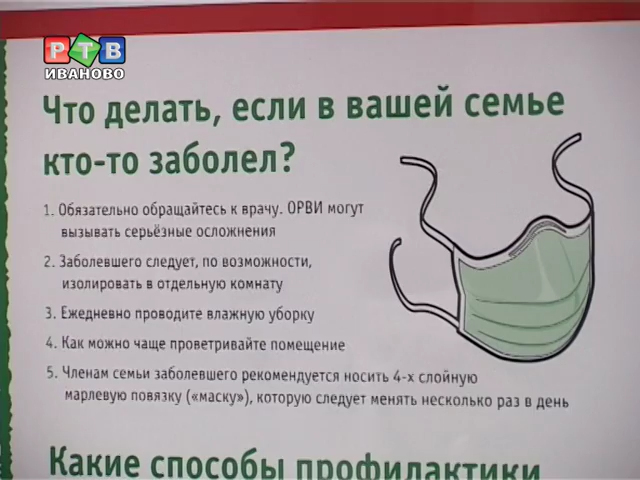 РТВ
ИВАНОВО
Что делать, если в вашей семье
кто-то заболел?
1. Обязательно обращайтесь к врачу. ОРВИ могут
вызывать серьёзные осложнения
2. Заболевшего следует, по возможности,
изолировать в отдельную комнату
3. Ежедневно проводите влажную уборку
4. Как можно чаще проветривайте помещение
5. Членам семьи заболевшего рекомендуется носить 4-х слойную
марлевую повязку («маску»), которую следует менять несколько раз в день
Какие способы профилактики